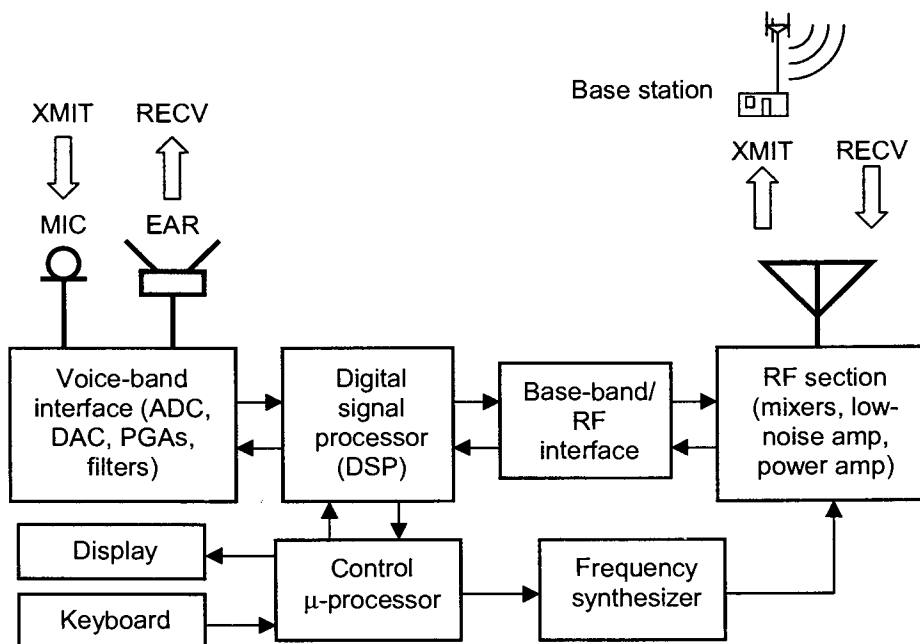 Base station
XMIT
RECV
XMIT
RECV
MIC
EAR
Voice-band
interface (ADC,
DAC, PGAs,
filters)
Digital
signal
processor
(DSP)
Base-band/
RF
interface
RF section
(mixers, low-
noise amp,
power amp)
Display
Keyboard
Control
μ-processor
Frequency
synthesizer